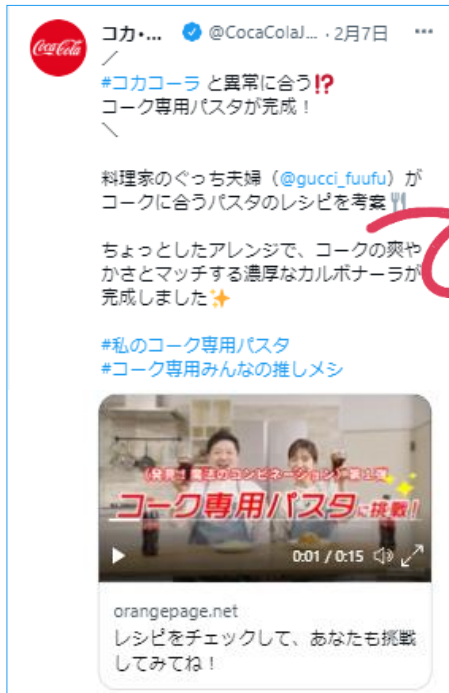 Coca-Cola
コカ・... @CocaColaJ... · 2月7日 ...
／
#コカコーラ と異常に合う⁉
コーク専用パスタが完成！
＼
料理家のぐっち夫婦（@gucci_fuufu）が
コークに合うパスタのレシピを考案🍴
ちょっとしたアレンジで、コークの爽や
かさとマッチする濃厚なカルボナーラが
完成しました✨
#私のコーク専用パスタ
#コーク専用みんなの推しメシ
〈発見！魔法のコンビネーション〉第1弾
コーク専用パスタに挑戦！
0:01 / 0:15
orangepage.net
レシピをチェックして、あなたも挑戦
してみてね！